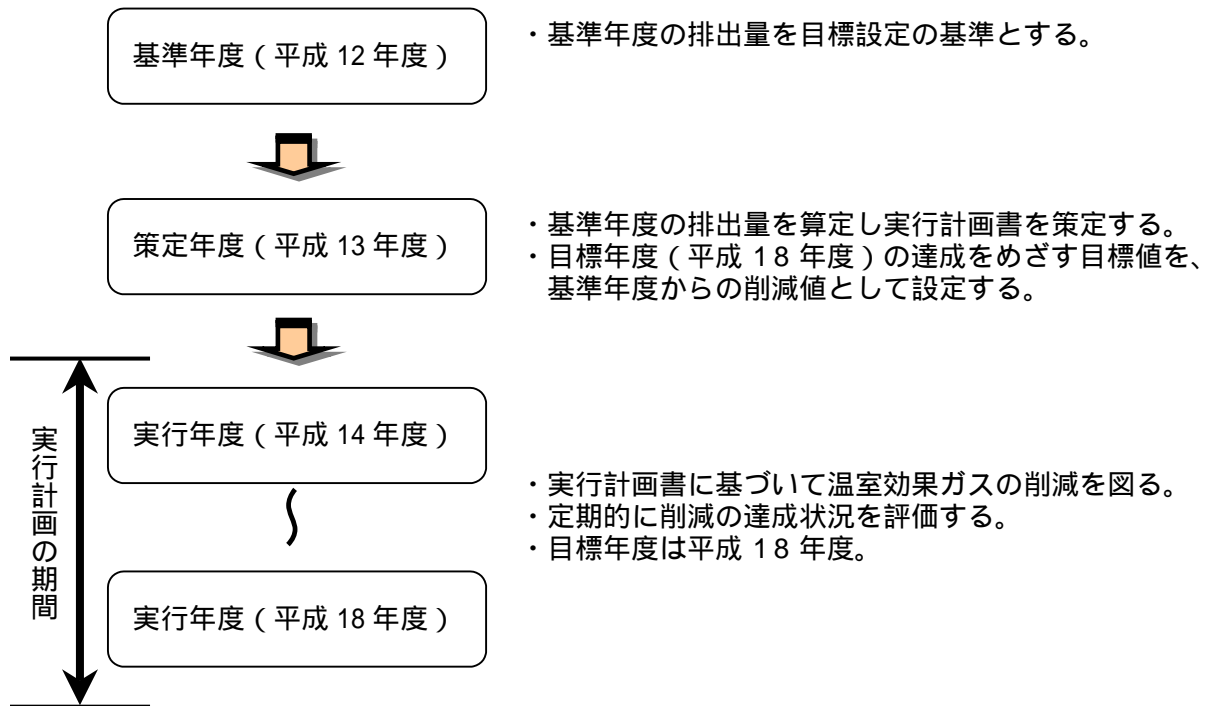 基準年度（平成 12 年度）
・基準年度の排出量を目標設定の基準とする。
策定年度（平成 13 年度）
・基準年度の排出量を算定し実行計画書を策定する。
・目標年度（平成 18 年度）の達成をめざす目標値を、
基準年度からの削減値として設定する。
実行計画の期間
実行年度（平成 14 年度）
〜
・実行計画書に基づいて温室効果ガスの削減を図る。
・定期的に削減の達成状況を評価する。
・目標年度は平成 18 年度。
実行年度（平成 18 年度）